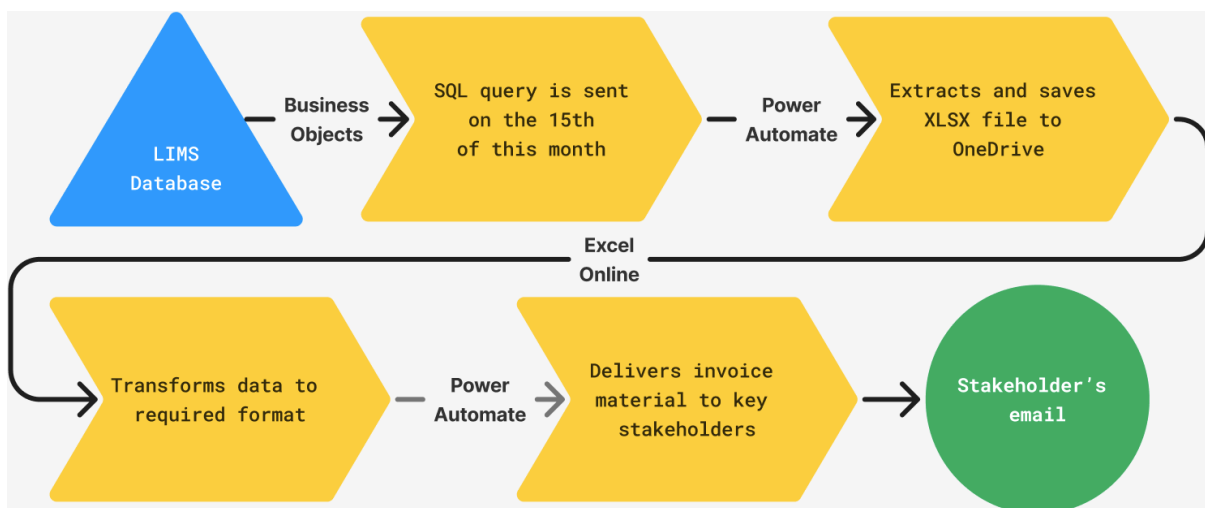 LIMS
Database
Business
Objects
SQL query is sent
on the 15th
of this month
Power
Automate
Extracts and saves
XLSX file to
OneDrive
Excel
Online
Transforms data to
required format
Power
Automate
Delivers invoice
material to key
stakeholders
Stakeholder’s
email